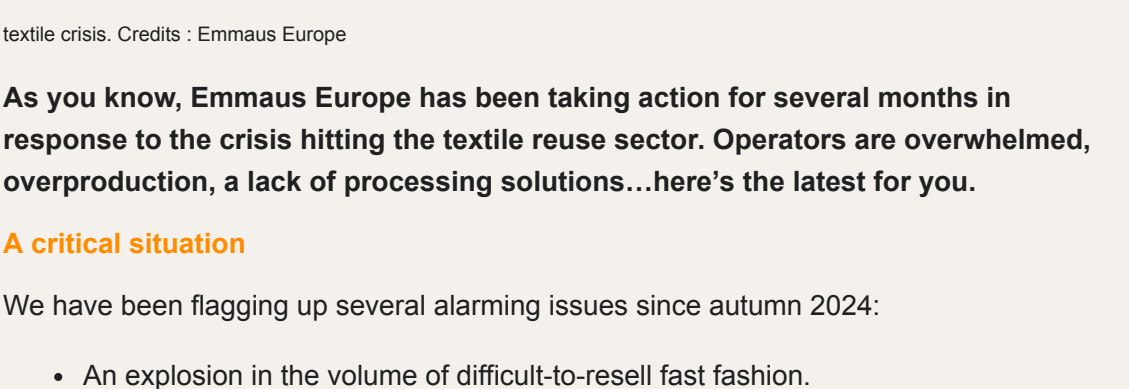 textile crisis. Credits : Emmaus Europe
As you know, Emmaus Europe has been taking action for several months in
response to the crisis hitting the textile reuse sector. Operators are overwhelmed,
overproduction, a lack of processing solutions…here’s the latest for you.
A critical situation
We have been flagging up several alarming issues since autumn 2024:
• An explosion in the volume of difficult-to-resell fast fashion.